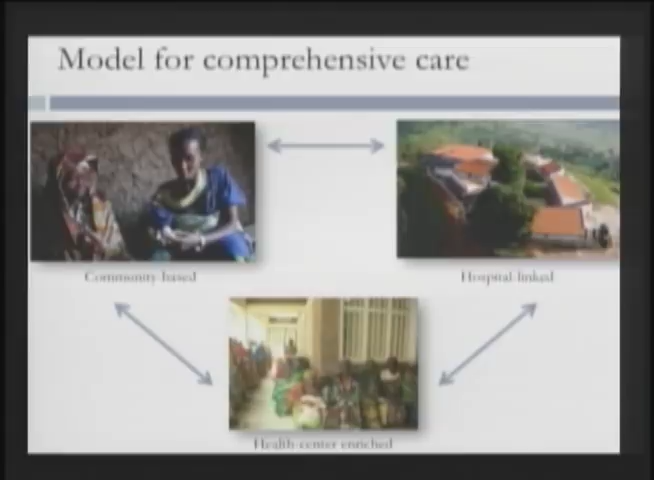 Model for comprehensive care
Community-based
Hospital-linked
Health-center enriched